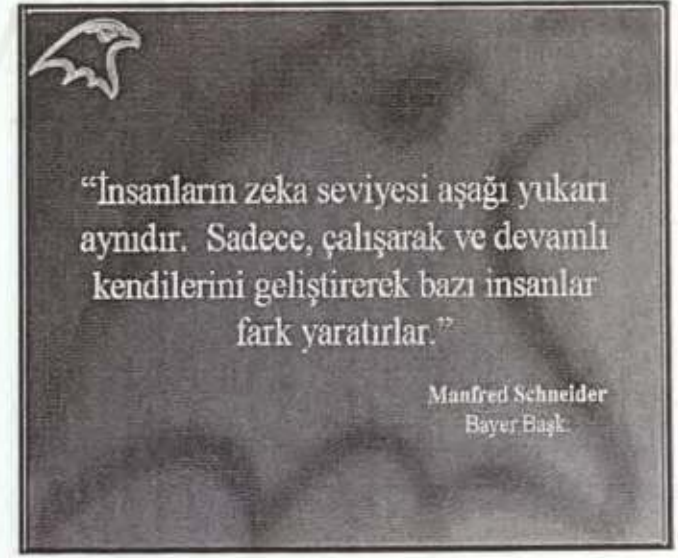 “İnsanların zeka seviyesi aşağı yukarı
aynıdır. Sadece, çalışarak ve devamlı
kendilerini geliştirerek bazı insanlar
fark yaratırlar.”
Manfred Schneider
Bayer Başk.